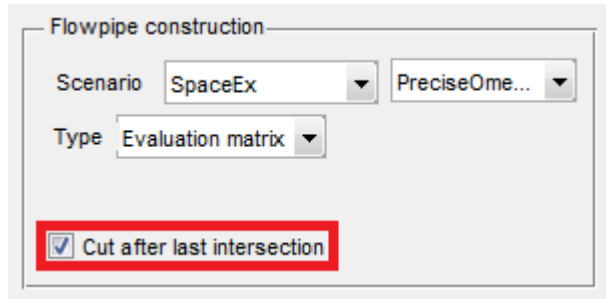 Flowpipe construction
Scenario SpaceEx PreciseOme...
Type Evaluation matrix
Cut after last intersection